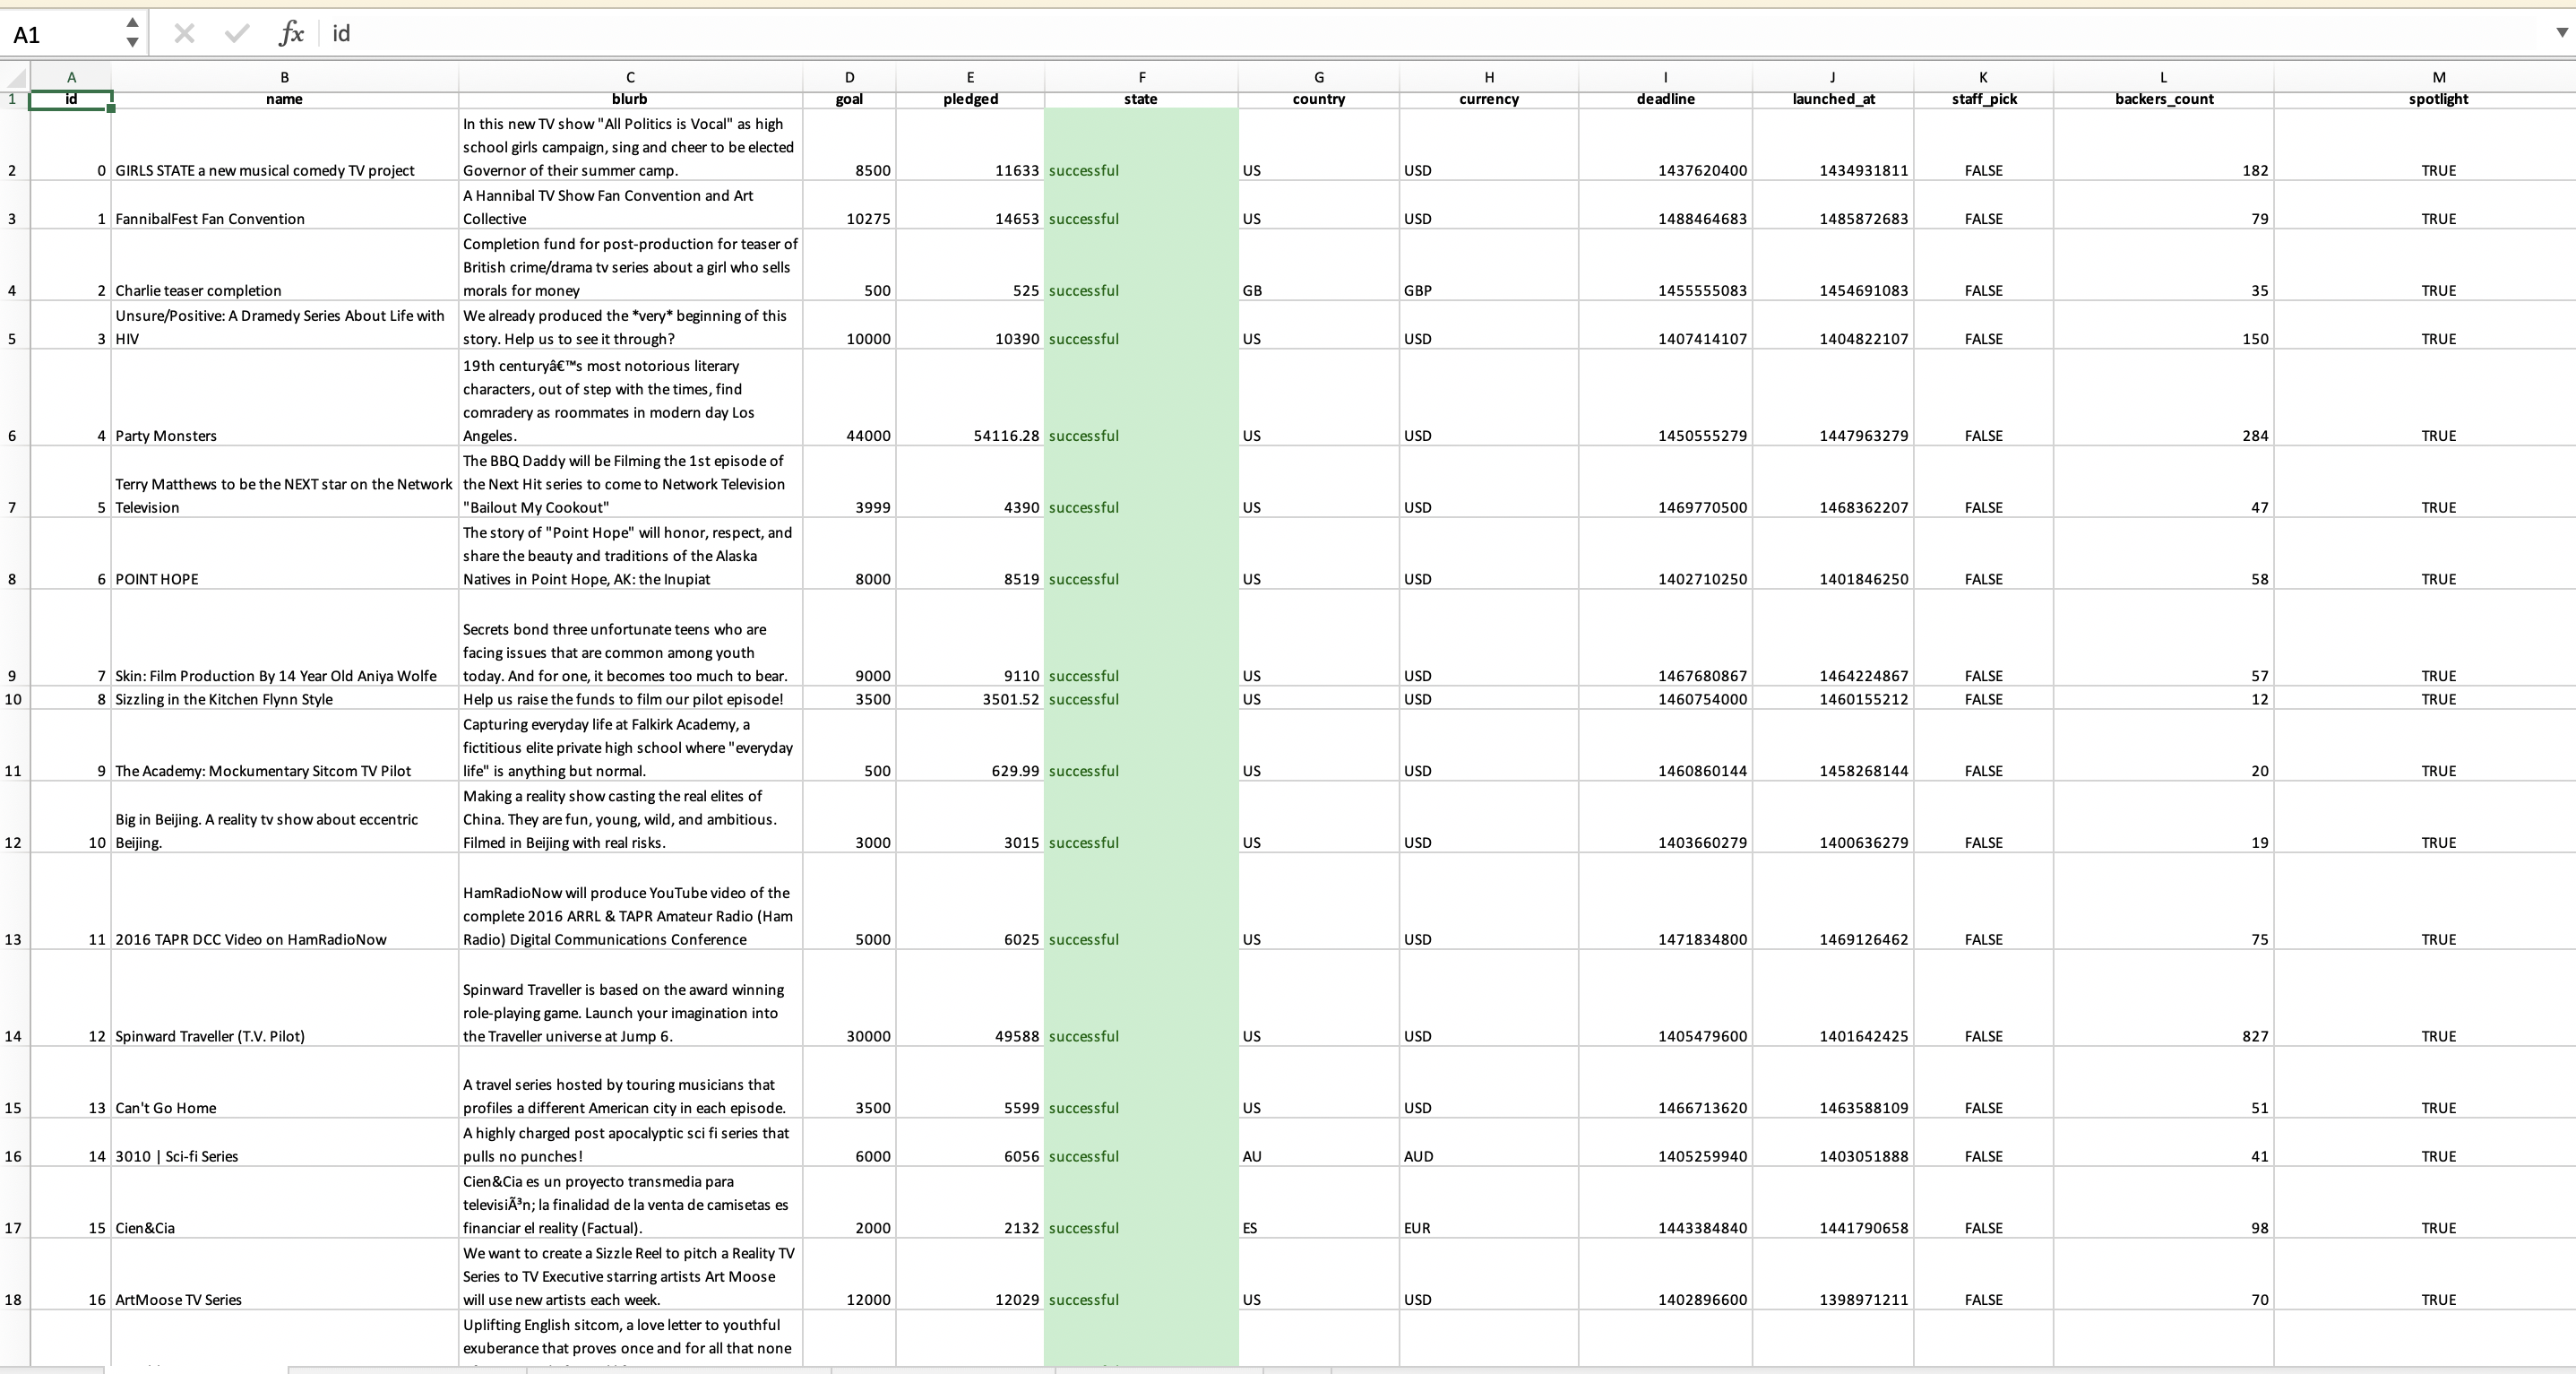 A1 fx id
A B C D E F G H I J K L M
1 id name blurb goal pledged state country currency deadline launched_at staff_pick backers_count spotlight
In this new TV show "All Politics is Vocal" as high
school girls campaign, sing and cheer to be elected
2 0 GIRLS STATE a new musical comedy TV project Governor of their summer camp. 8500 11633 successful US USD 1437620400 1434931811 FALSE 182 TRUE
A Hannibal TV Show Fan Convention and Art
3 1 FannibalFest Fan Convention Collective 10275 14653 successful US USD 1488464683 1485872683 FALSE 79 TRUE
Completion fund for post-production for teaser of
British crime/drama tv series about a girl who sells
4 2 Charlie teaser completion morals for money 500 525 successful GB GBP 1455555083 1454691083 FALSE 35 TRUE
Unsure/Positive: A Dramedy Series About Life with We already produced the *very* beginning of this
5 3 HIV story. Help us to see it through? 10000 10390 successful US USD 1407414107 1404822107 FALSE 150 TRUE
19th centuryâ€™s most notorious literary
characters, out of step with the times, find
comradery as roommates in modern day Los
6 4 Party Monsters Angeles. 44000 54116.28 successful US USD 1450555279 1447963279 FALSE 284 TRUE
The BBQ Daddy will be Filming the 1st episode of
Terry Matthews to be the NEXT star on the Network the Next Hit series to come to Network Television
7 5 Television "Bailout My Cookout" 3999 4390 successful US USD 1469770500 1468362207 FALSE 47 TRUE
The story of "Point Hope" will honor, respect, and
share the beauty and traditions of the Alaska
8 6 POINT HOPE Natives in Point Hope, AK: the Inupiat 8000 8519 successful US USD 1402710250 1401846250 FALSE 58 TRUE
Secrets bond three unfortunate teens who are
facing issues that are common among youth
9 7 Skin: Film Production By 14 Year Old Aniya Wolfe today. And for one, it becomes too much to bear. 9000 9110 successful US USD 1467680867 1464224867 FALSE 57 TRUE
10 8 Sizzling in the Kitchen Flynn Style Help us raise the funds to film our pilot episode! 3500 3501.52 successful US USD 1460754000 1460155212 FALSE 12 TRUE
Capturing everyday life at Falkirk Academy, a
fictitious elite private high school where "everyday
11 9 The Academy: Mockumentary Sitcom TV Pilot life" is anything but normal. 500 629.99 successful US USD 1460860144 1458268144 FALSE 20 TRUE
Making a reality show casting the real elites of
Big in Beijing. A reality tv show about eccentric China. They are fun, young, wild, and ambitious.
12 10 Beijing. Filmed in Beijing with real risks. 3000 3015 successful US USD 1403660279 1400636279 FALSE 19 TRUE
HamRadioNow will produce YouTube video of the
complete 2016 ARRL & TAPR Amateur Radio (Ham
13 11 2016 TAPR DCC Video on HamRadioNow Radio) Digital Communications Conference 5000 6025 successful US USD 1471834800 1469126462 FALSE 75 TRUE
Spinward Traveller is based on the award winning
role-playing game. Launch your imagination into
14 12 Spinward Traveller (T.V. Pilot) the Traveller universe at Jump 6. 30000 49588 successful US USD 1405479600 1401642425 FALSE 827 TRUE
A travel series hosted by touring musicians that
15 13 Can't Go Home profiles a different American city in each episode. 3500 5599 successful US USD 1466713620 1463588109 FALSE 51 TRUE
A highly charged post apocalyptic sci fi series that
16 14 3010 | Sci-fi Series pulls no punches! 6000 6056 successful AU AUD 1405259940 1403051888 FALSE 41 TRUE
Cien&Cia es un proyecto transmedia para
televisiÃ³n; la finalidad de la venta de camisetas es
17 15 Cien&Cia financiar el reality (Factual). 2000 2132 successful ES EUR 1443384840 1441790658 FALSE 98 TRUE
We want to create a Sizzle Reel to pitch a Reality TV
Series to TV Executive starring artists Art Moose
18 16 ArtMoose TV Series will use new artists each week. 12000 12029 successful US USD 1402896600 1398971211 FALSE 70 TRUE
Uplifting English sitcom, a love letter to youthful
exuberance that proves once and for all that none